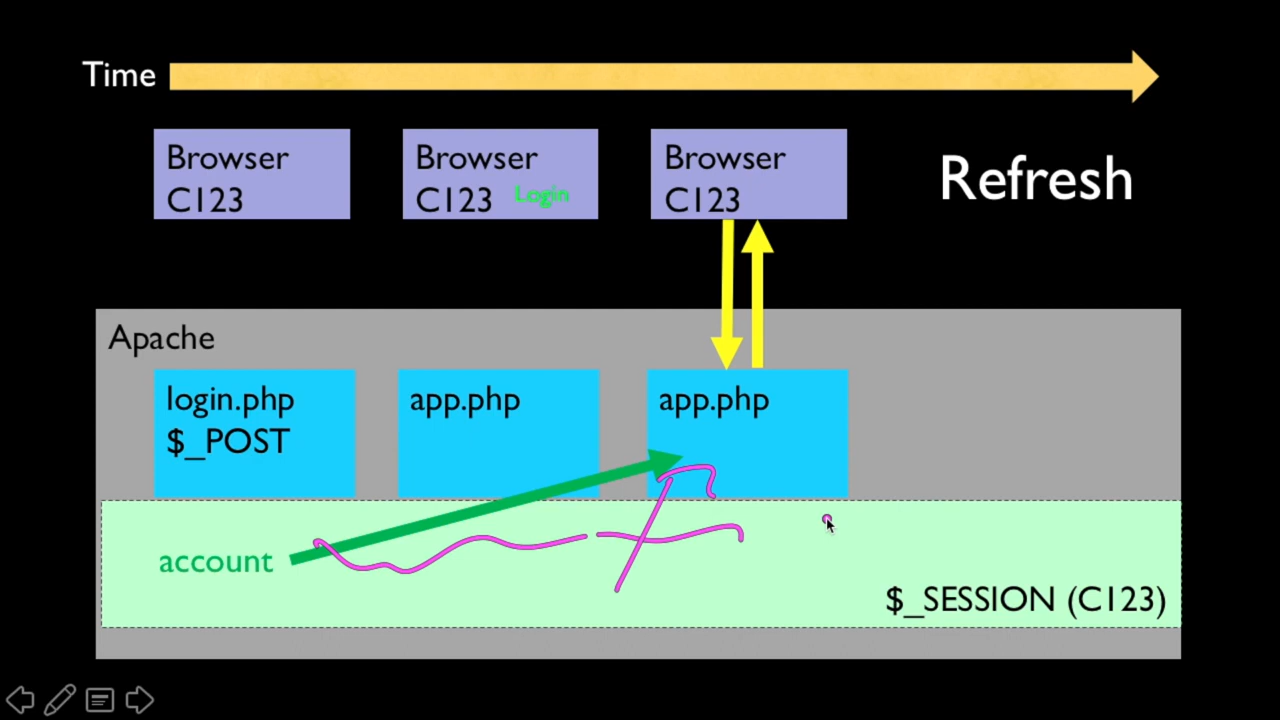 Time
Browser
C123
Browser
C123 Login
Browser
C123
Refresh
Apache
login.php
$_POST
app.php
app.php
account
$_SESSION (C123)